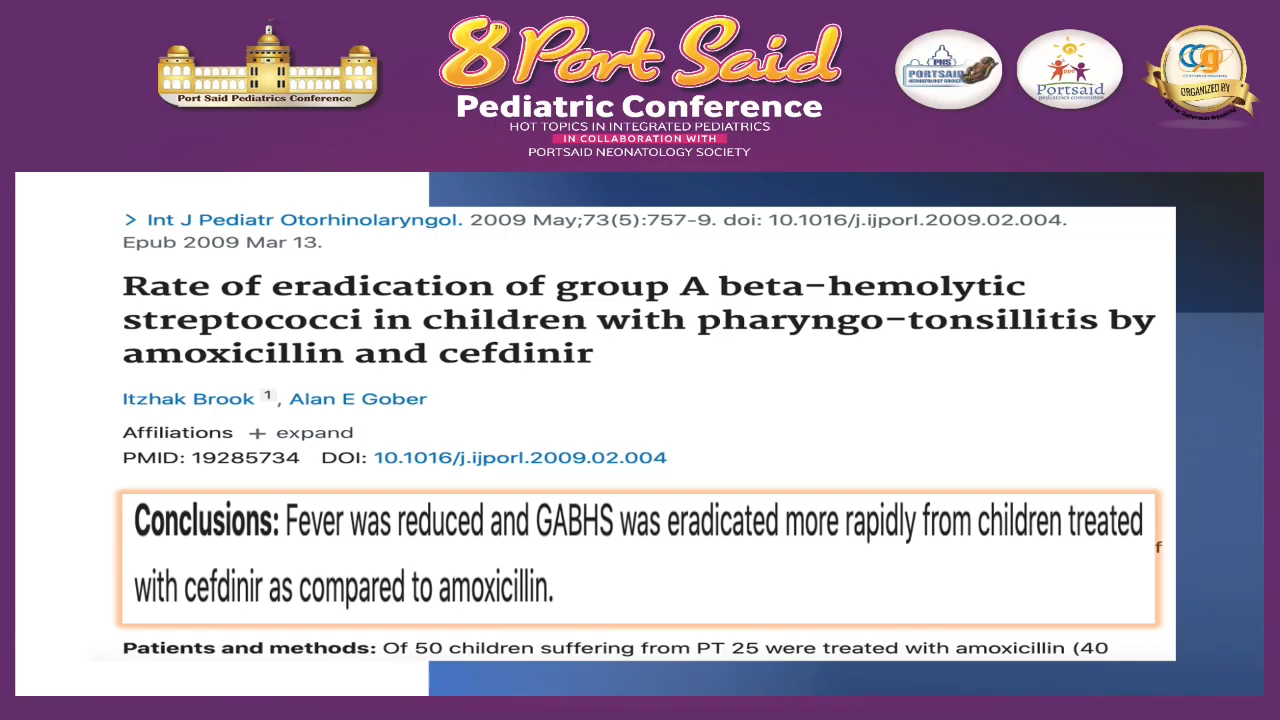 Port Said Pediatrics Conference
8TH Port Said
Pediatric Conference
HOT TOPICS IN INTEGRATED PEDIATRICS
IN COLLABORATION WITH
PORTSAID NEONATOLOGY SOCIETY
PNS
PORTSAID
NEONATOLOGY SOCIETY
ppc
Portsaid
pediatrics committee
CCg
ORGANIZED BY
> Int J Pediatr Otorhinolaryngol. 2009 May;73(5):757-9. doi: 10.1016/j.ijporl.2009.02.004.
Epub 2009 Mar 13.
Rate of eradication of group A beta-hemolytic
streptococci in children with pharyngo-tonsillitis by
amoxicillin and cefdinir
Itzhak Brook 1, Alan E Gober
Affiliations + expand
PMID: 19285734 DOI: 10.1016/j.ijporl.2009.02.004
Conclusions: Fever was reduced and GABHS was eradicated more rapidly from children treated
f
with cefdinir as compared to amoxicillin.
Patients and methods: Of 50 children suffering from PT 25 were treated with amoxicillin (40